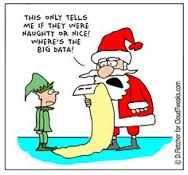 THIS ONLY TELLS
ME IF THEY WERE
NAUGHTY OR NICE!
WHERE'S THE
BIG DATA!
© D.Fletcher for CloudTweaks.com